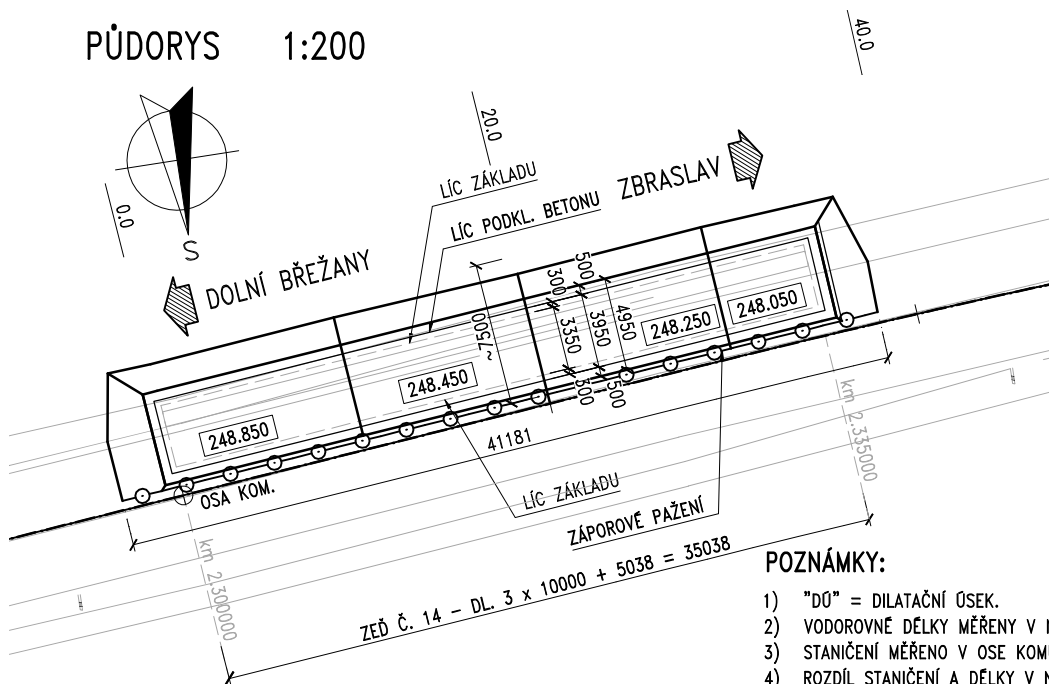 PŮDORYS 1:200
40.0
20.0
0.0
S
LÍC ZÁKLADU
ZBRASLAV
LÍC PODKL. BETONU
DOLNÍ BŘEŽANY
500
300
4950
3950
3350
~7500
248.050
248.250
248.450
300
500
248.850
41181
km 2.335000
OSA KOM.
LÍC ZÁKLADU
ZÁPOROVÉ PAŽENÍ
km 2.300000
ZEĎ Č. 14 - DL. 3 x 10000 + 5038 = 35038
POZNÁMKY:
1) "DÚ" = DILATAČNÍ ÚSEK.
2) VODOROVNÉ DÉLKY MĚŘENY V
3) STANIČENÍ MĚŘENO V OSE
4) ROZDÍL STANIČENÍ A DÉLKY V